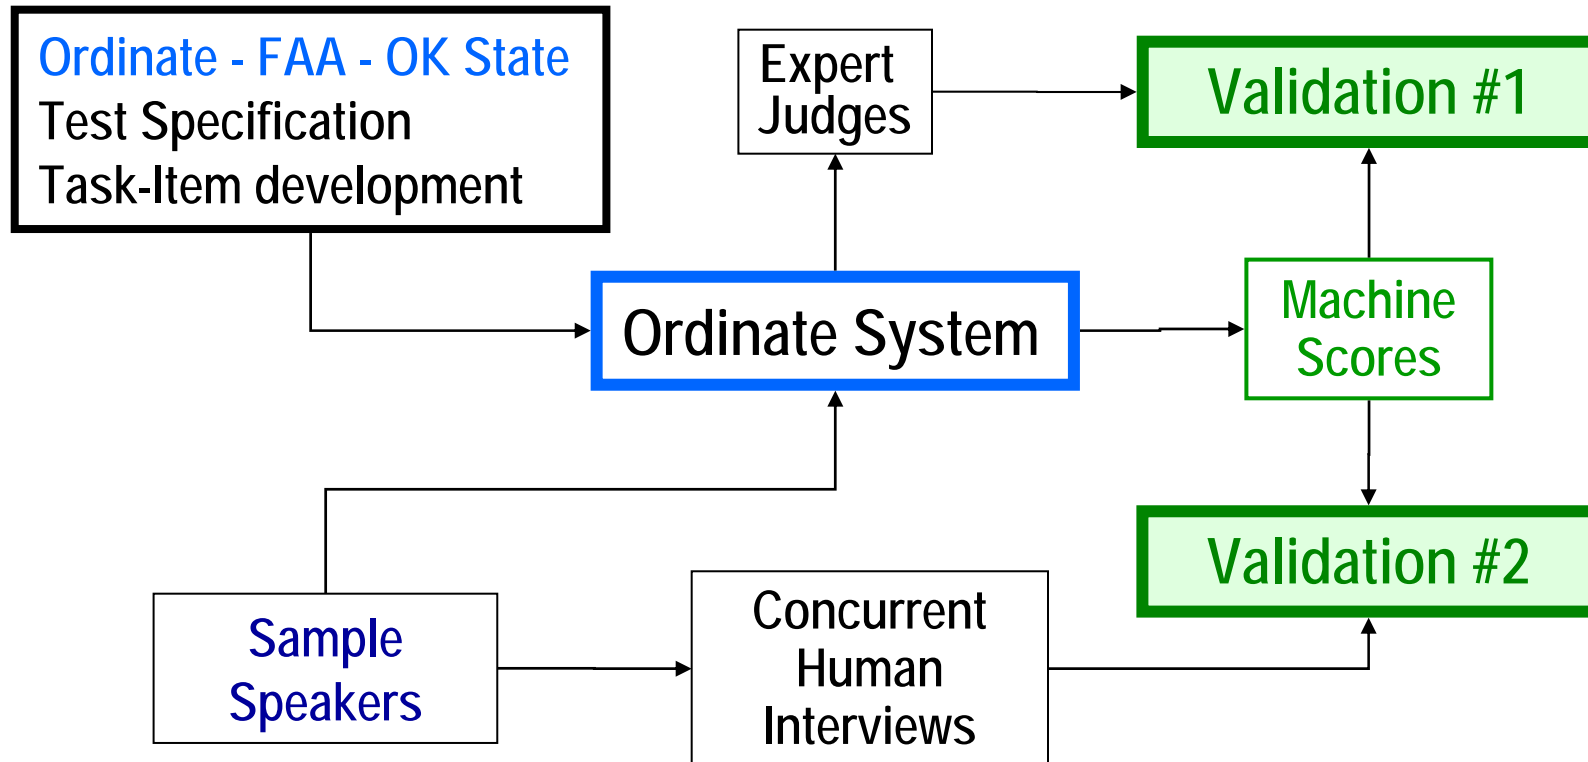 Ordinate - FAA - OK State
Test Specification
Task-Item development
Expert
Judges
Validation #1
Ordinate System
Machine
Scores
Validation #2
Sample
Speakers
Concurrent
Human
Interviews